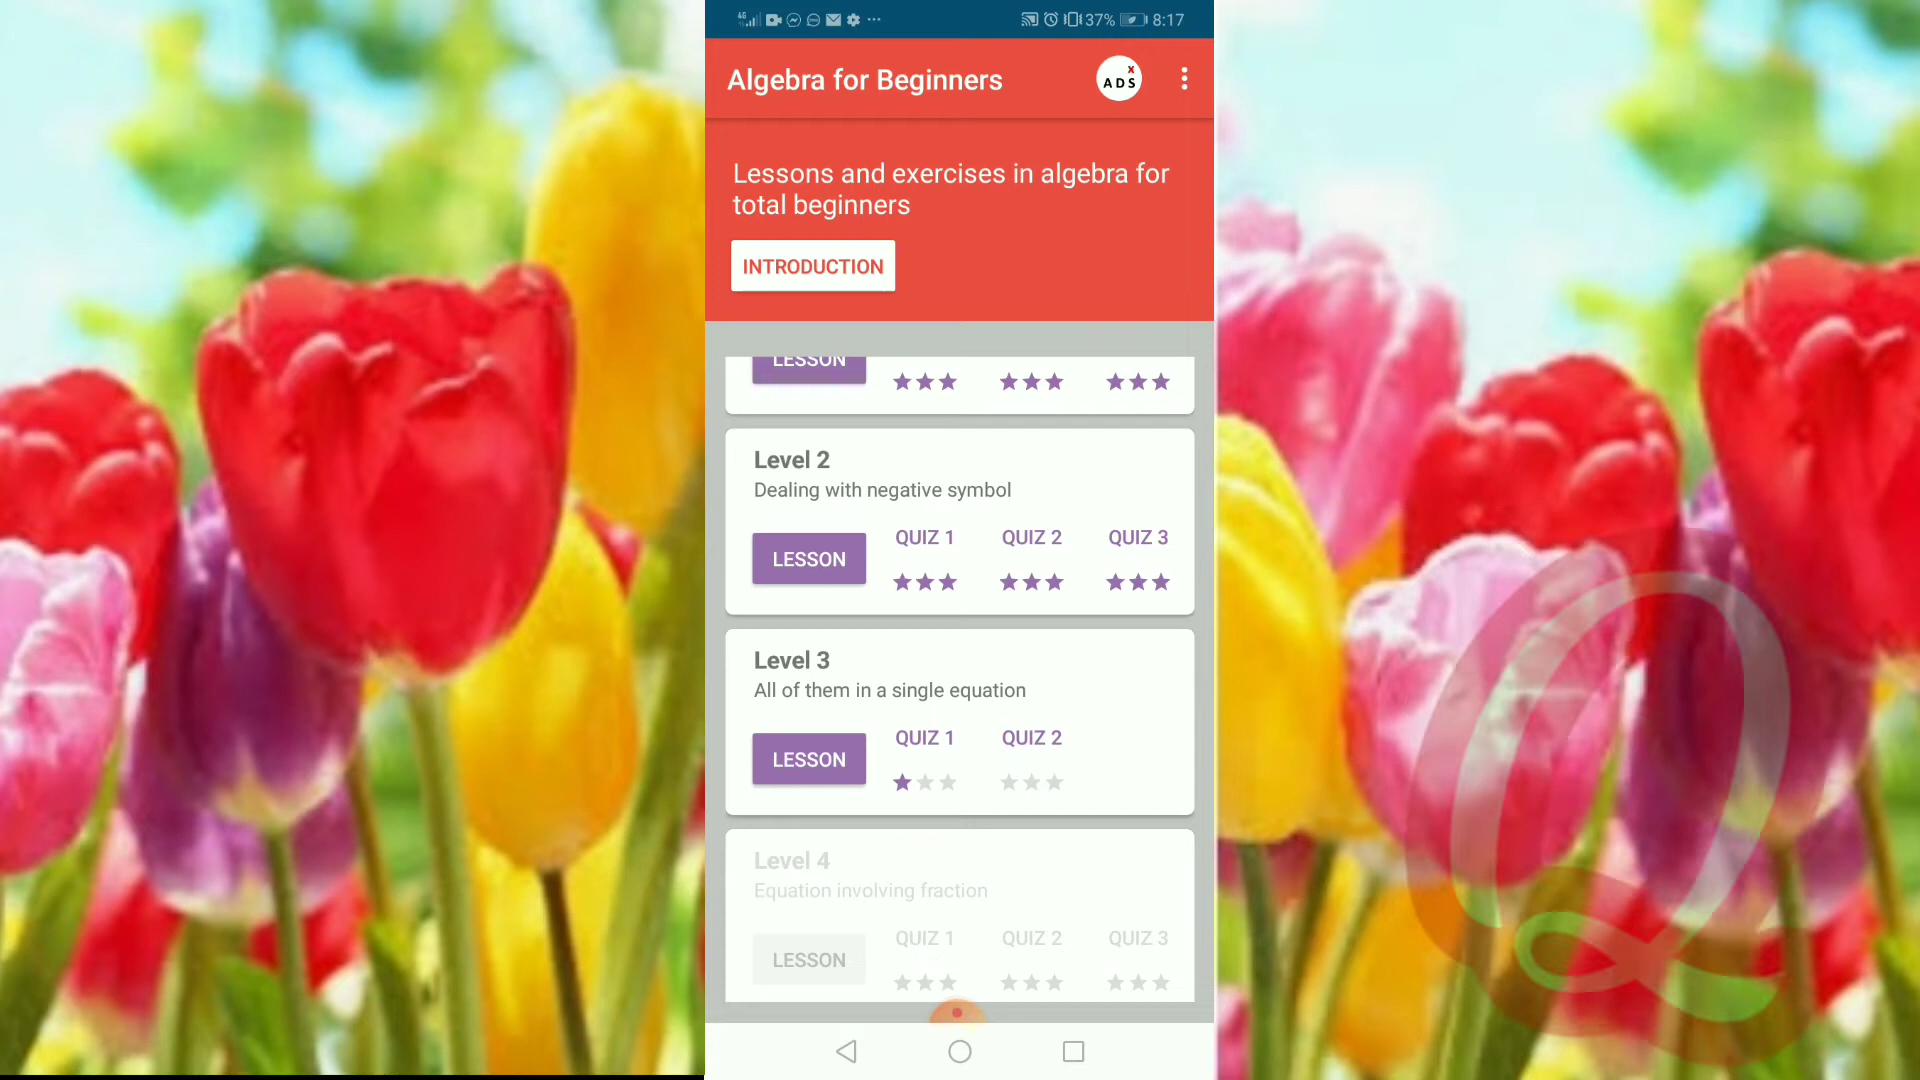 4G 37% 8:17
Algebra for Beginners
X
ADS
Lessons and exercises in algebra for
total beginners
INTRODUCTION
LESSON
Level 2
Dealing with negative symbol
LESSON QUIZ 1 QUIZ 2 QUIZ 3
Level 3
All of them in a single equation
LESSON QUIZ 1 QUIZ 2
Level 4
Equation involving fraction
LESSON QUIZ 1 QUIZ 2 QUIZ 3
Q